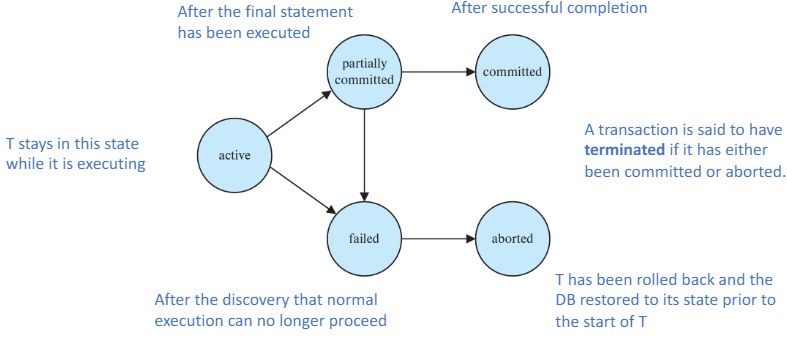 After the final statement
has been executed
After successful completion
partially
committed
committed
T stays in this state
while it is executing
active
A transaction is said to have
terminated if it has either
been committed or aborted.
failed
aborted
After the discovery that normal
execution can no longer proceed
T has been rolled back and the
DB restored to its state prior to
the start of T